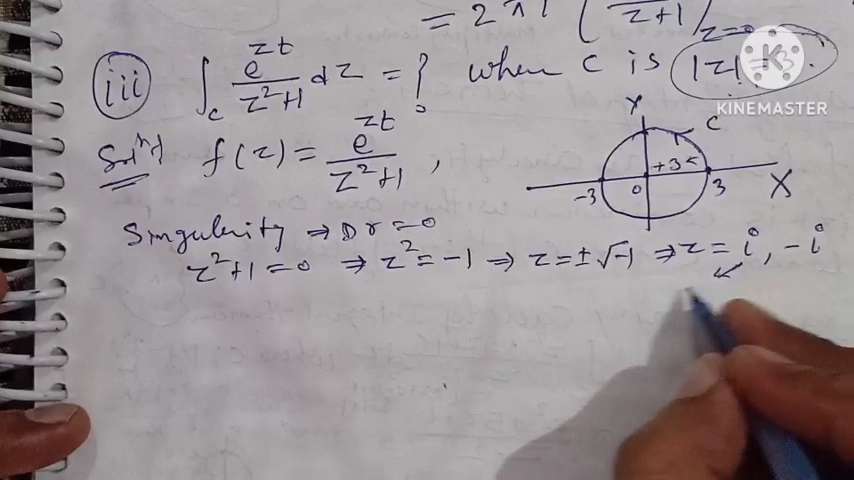 = 2πi ( /z+1 ) z=0
(iii) ∫_C e^{zt}/(z²+1) dz = ? when C is |z| = 3.
KINEMASTER
Solⁿ) f(z) = e^{zt}/(z²+1) ,
Y
C
+3
-3 0 3 X
Singularity ⇒ Dr = 0
z²+1=0 ⇒ z² = -1 ⇒ z = ±√-1 ⇒ z = i, -i